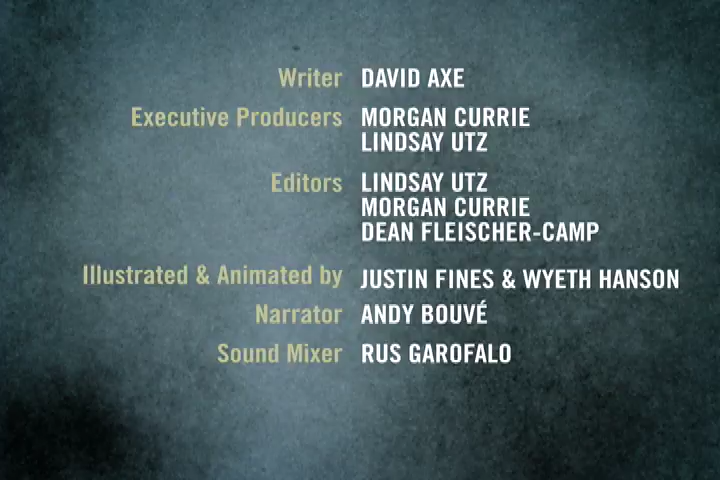 Writer DAVID AXE
Executive Producers MORGAN CURRIE
LINDSAY UTZ
Editors LINDSAY UTZ
MORGAN CURRIE
DEAN FLEISCHER-CAMP
Illustrated & Animated by JUSTIN FINES & WYETH HANSON
Narrator ANDY BOUVÉ
Sound Mixer RUS GAROFALO